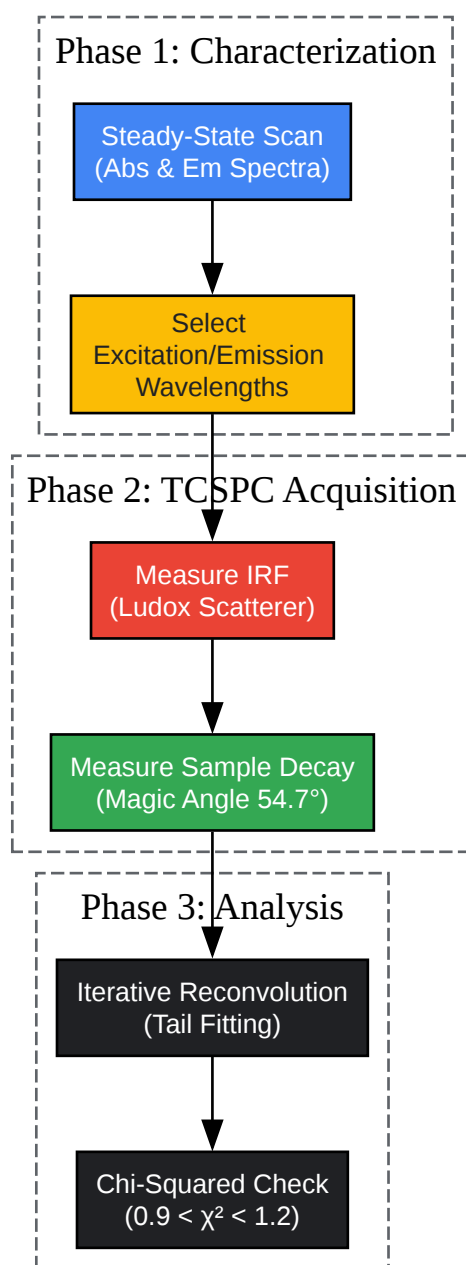 Phase 1: Characterization
Steady-State Scan
(Abs & Em Spectra)
Select
Excitation/Emission
Wavelengths
Phase 2: TCSPC Acquisition
Measure IRF
(Ludox Scatterer)
Measure Sample Decay
(Magic Angle 54.7°)
Phase 3: Analysis
Iterative Reconvolution
(Tail Fitting)
Chi-Squared Check
(0.9 < χ² < 1.2)